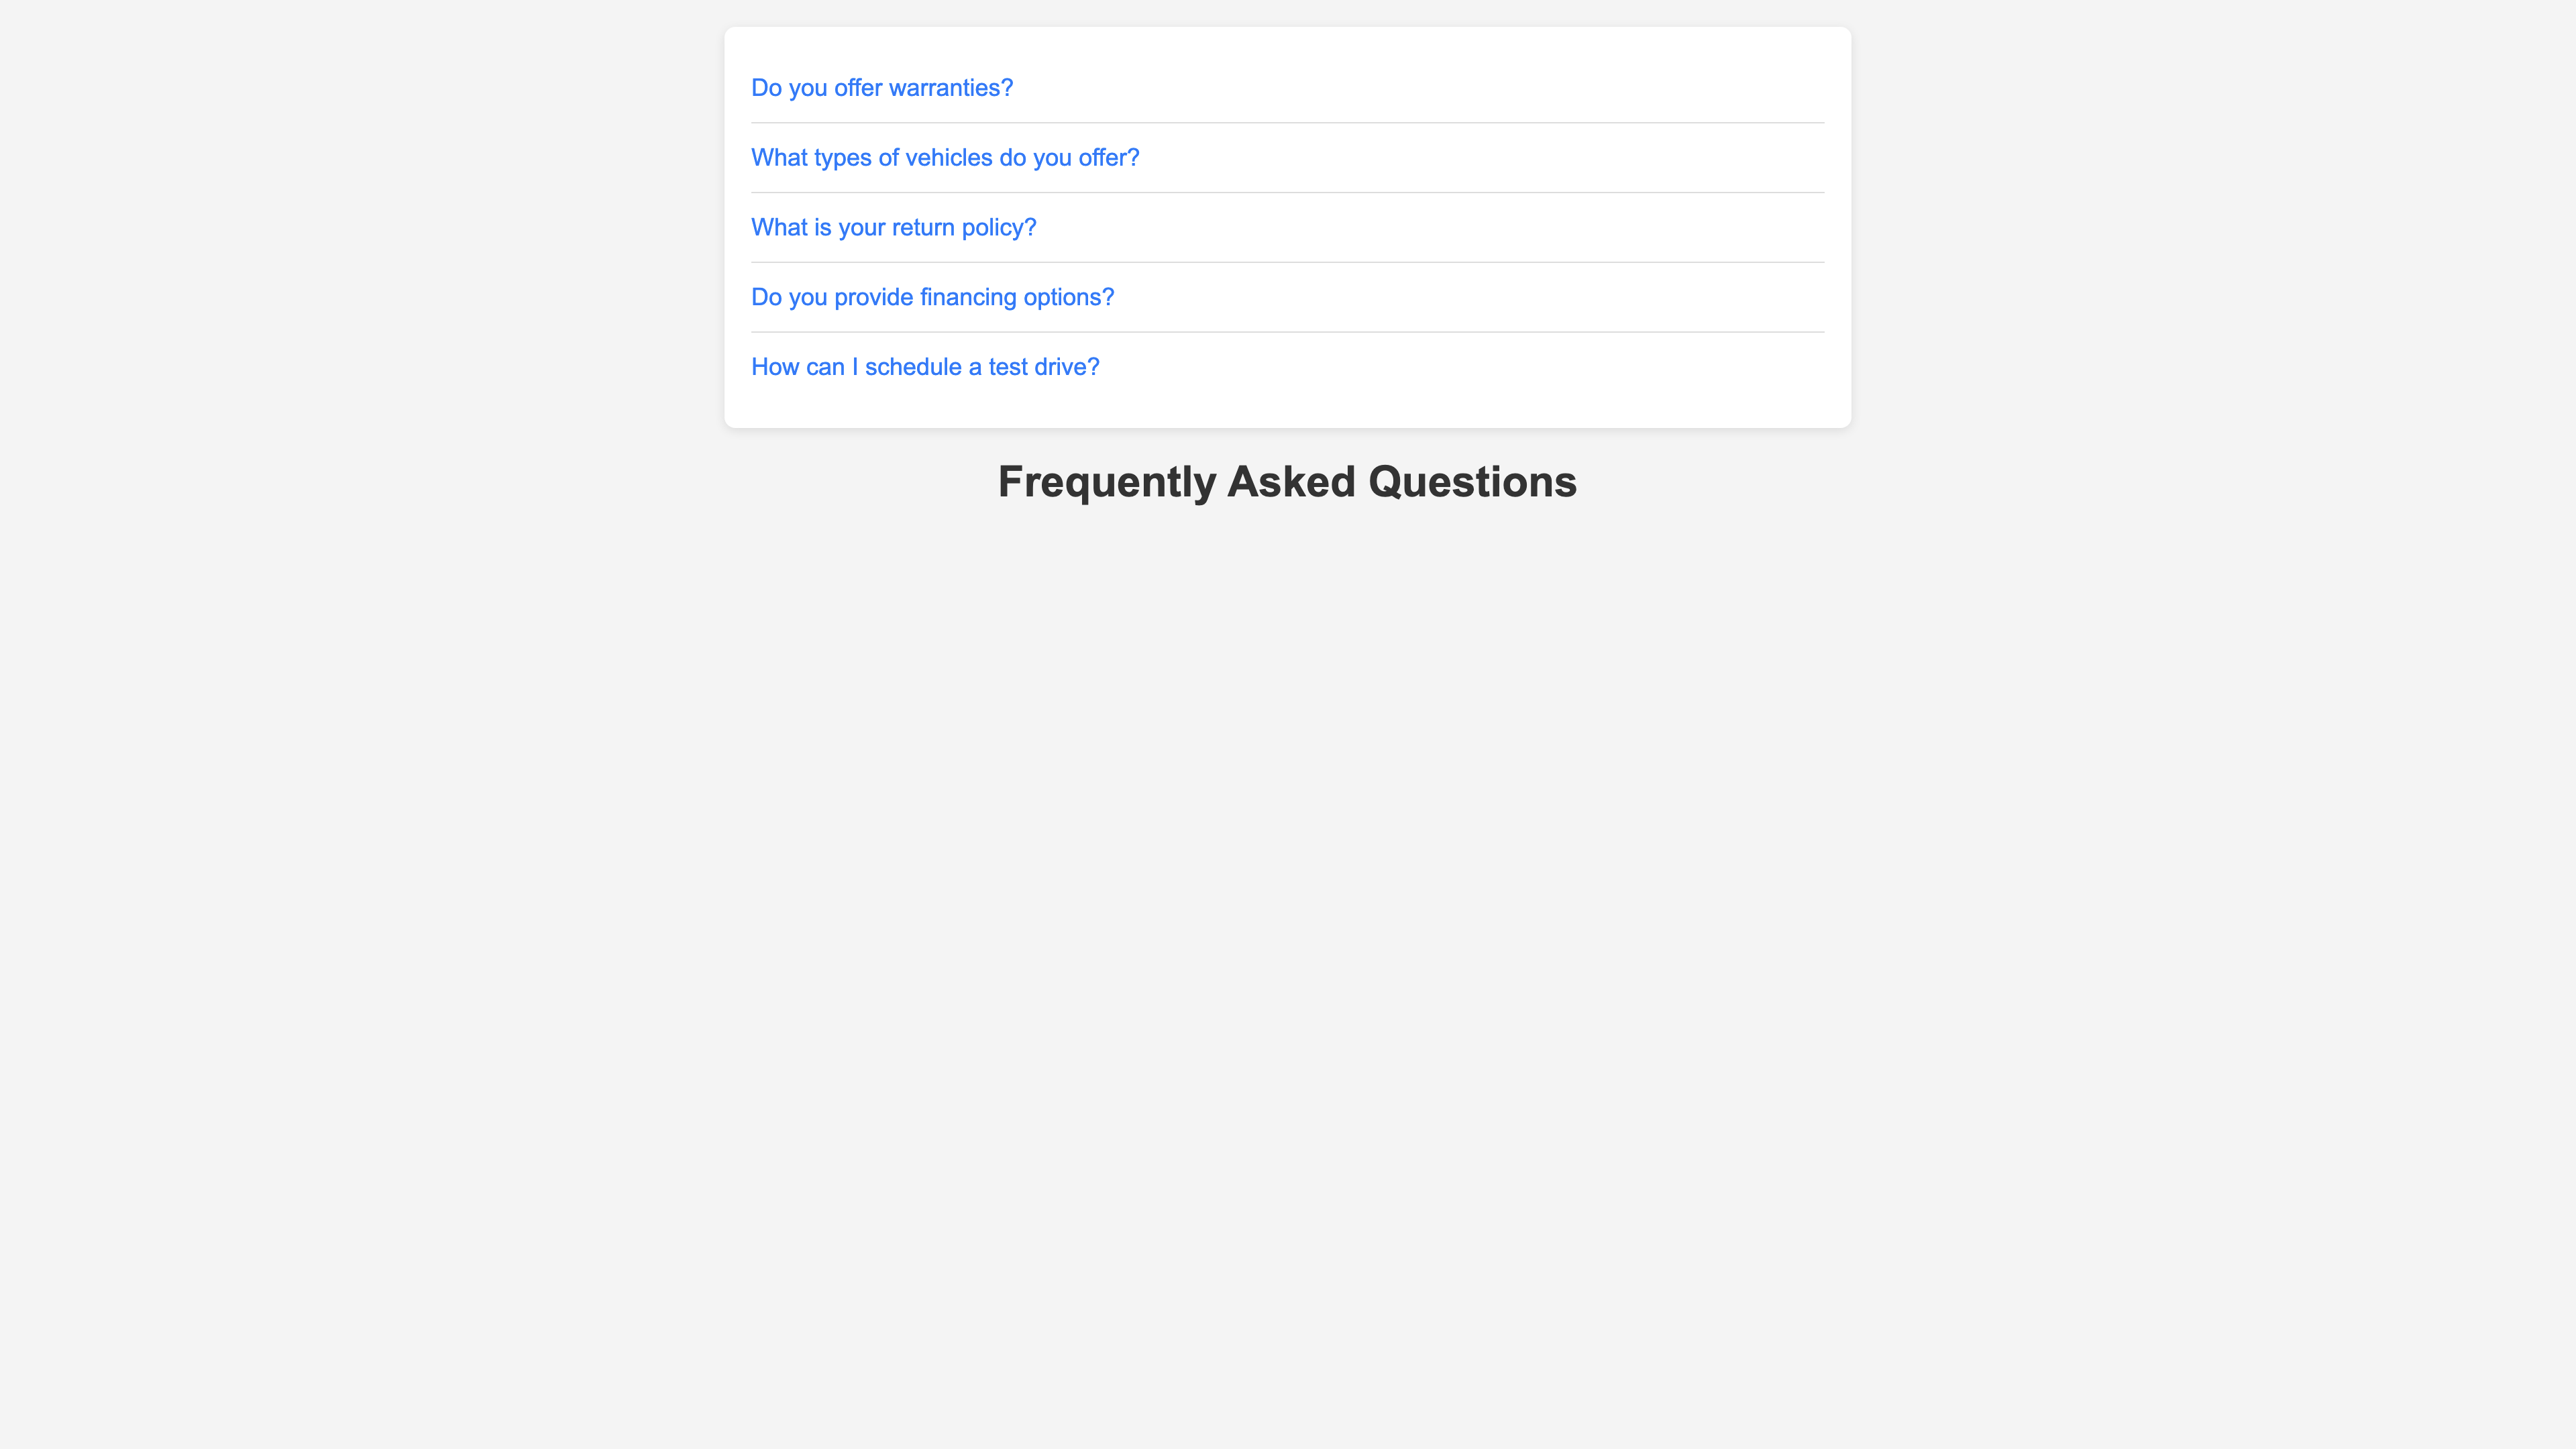 Do you offer warranties?
What types of vehicles do you offer?
What is your return policy?
Do you provide financing options?
How can I schedule a test drive?
Frequently Asked Questions